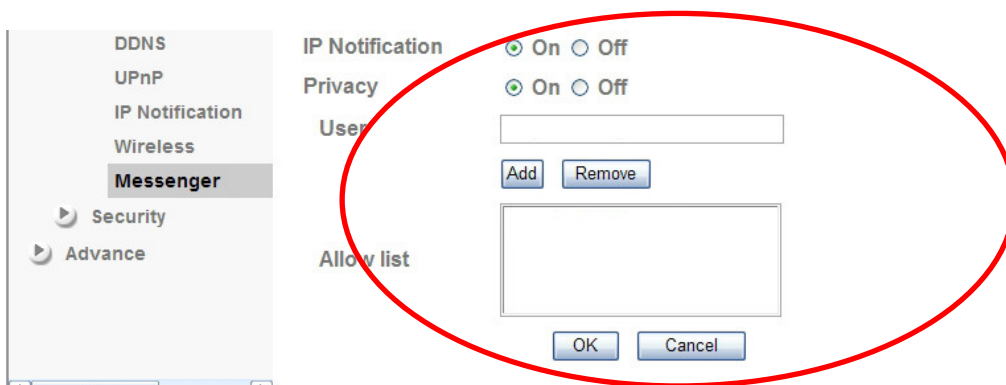 DDNS
UPnP
IP Notification
Wireless
Messenger
Security
Advance
IP Notification On Off
Privacy On Off
User
Add Remove
Allow list
OK Cancel